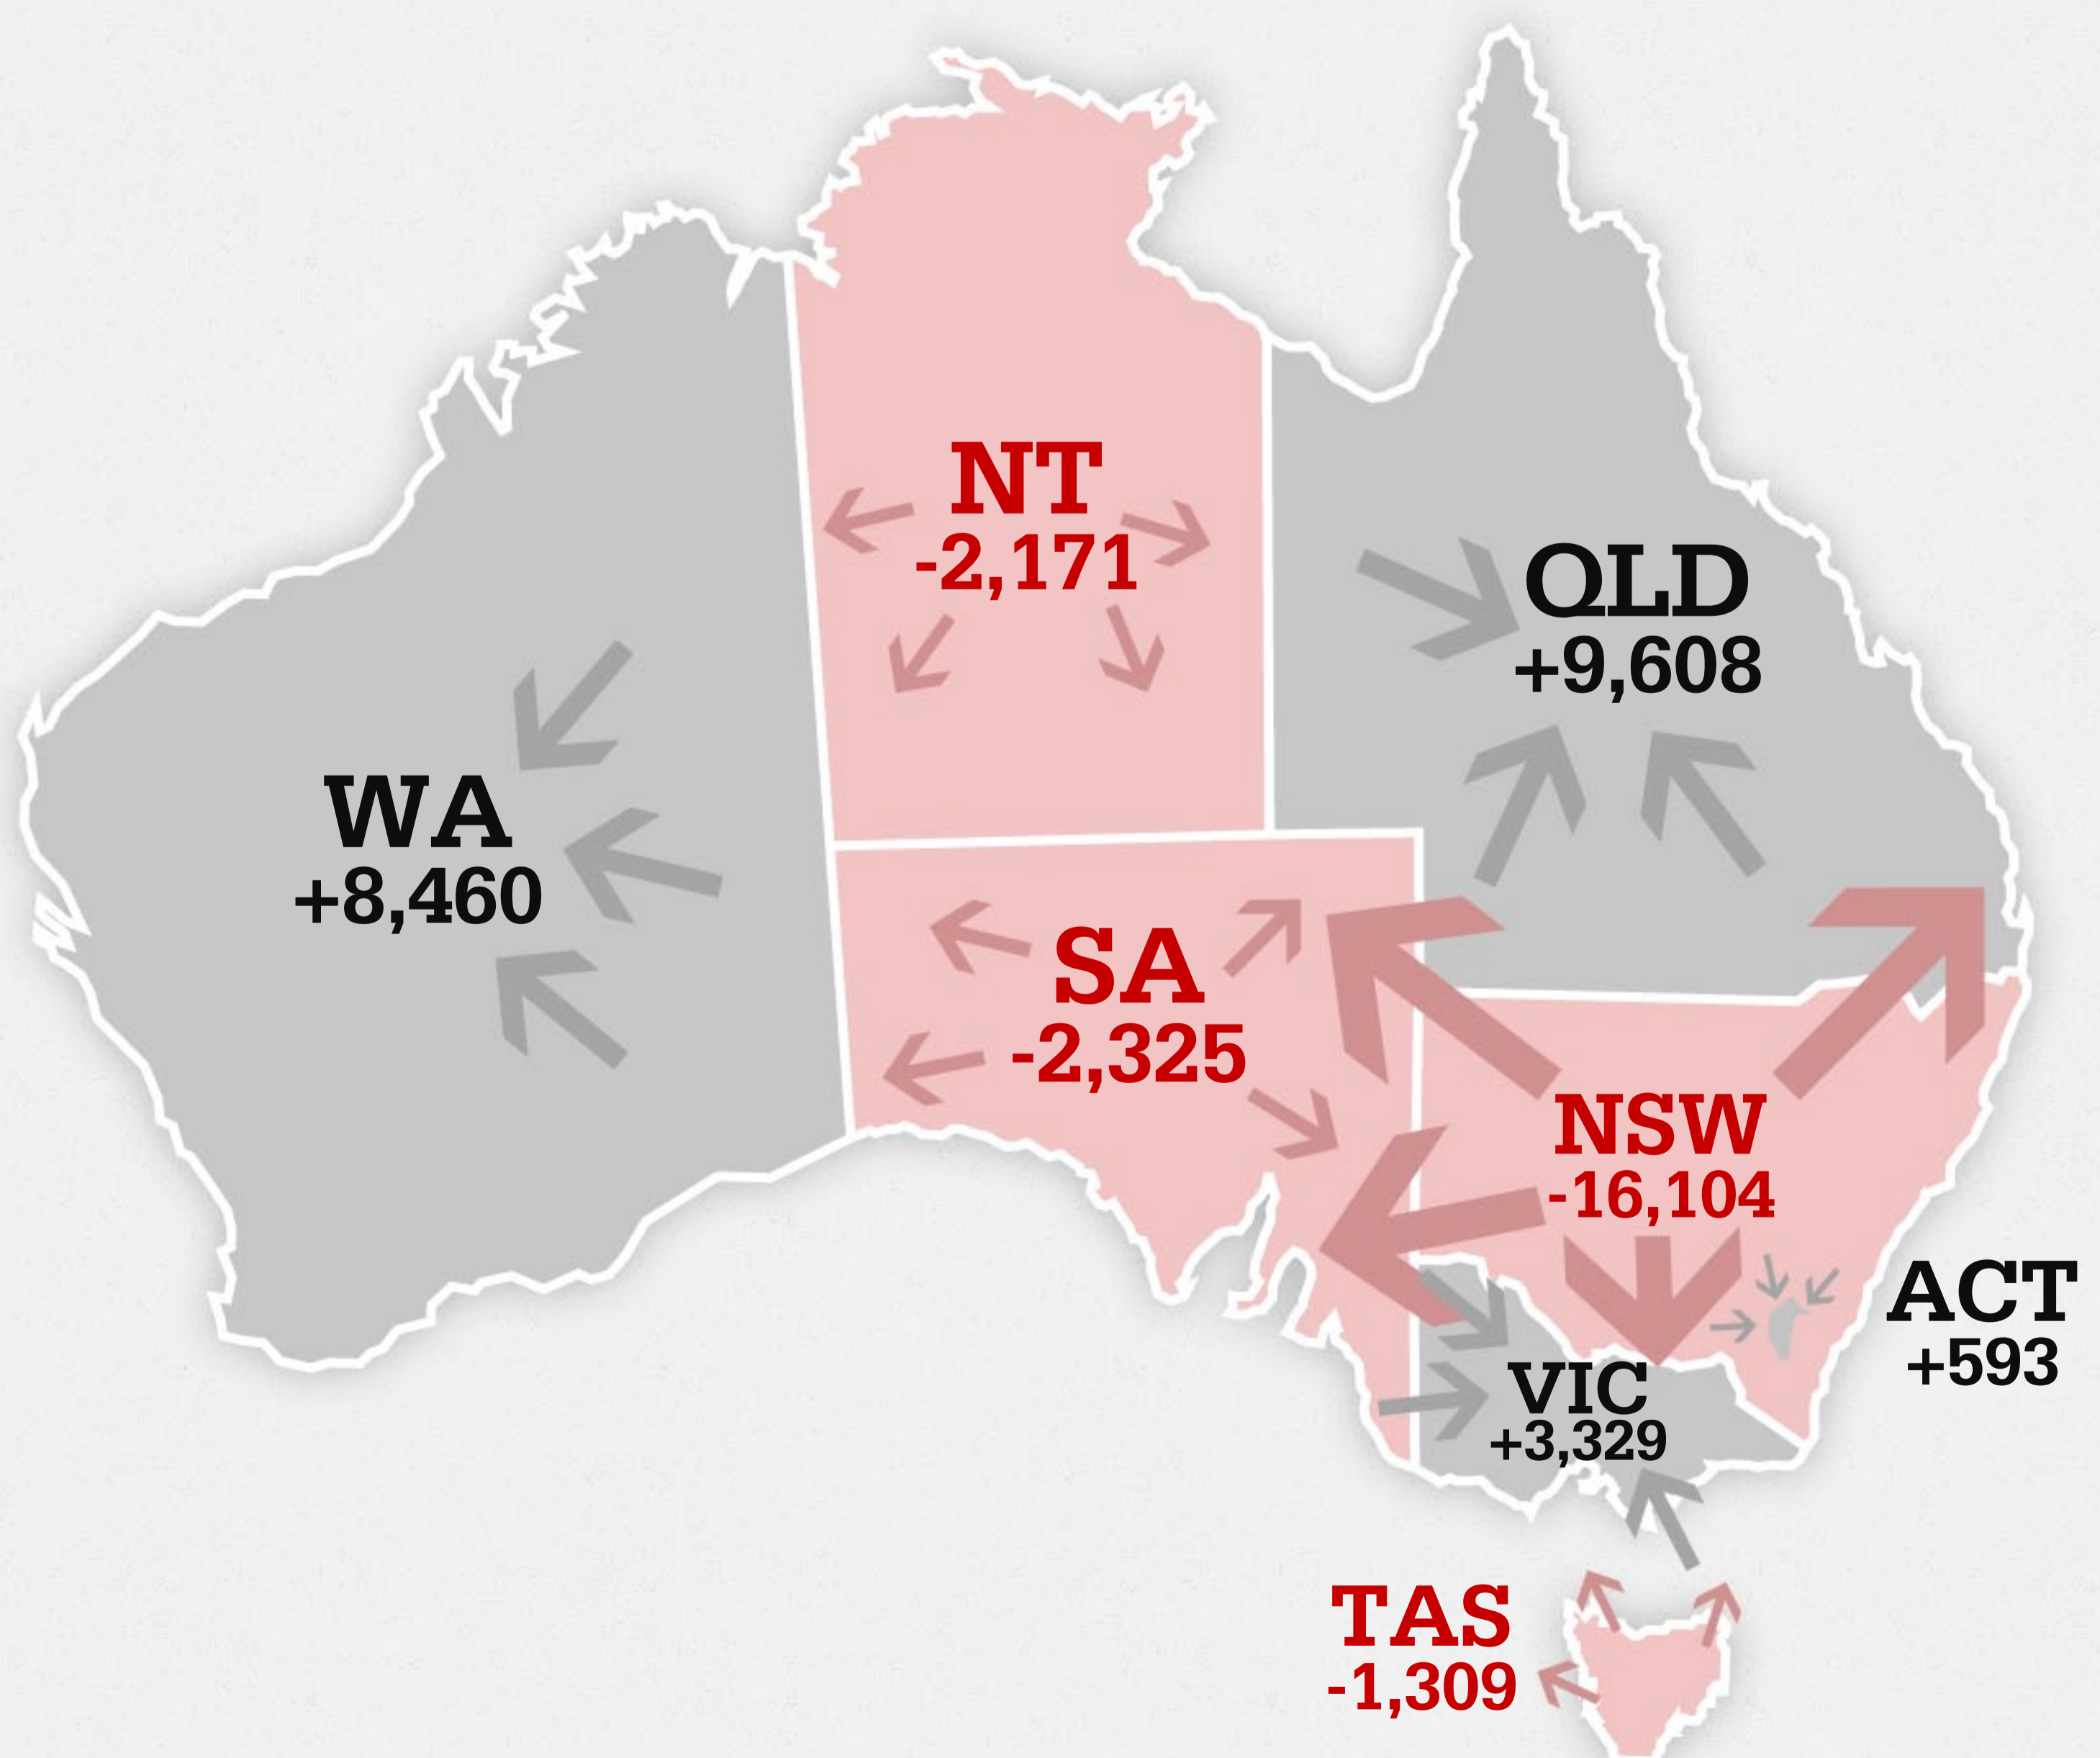 NT
-2,171
QLD
+9,608
WA
+8,460
SA
-2,325
NSW
-16,104
ACT
+593
VIC
+3,329
TAS
-1,309